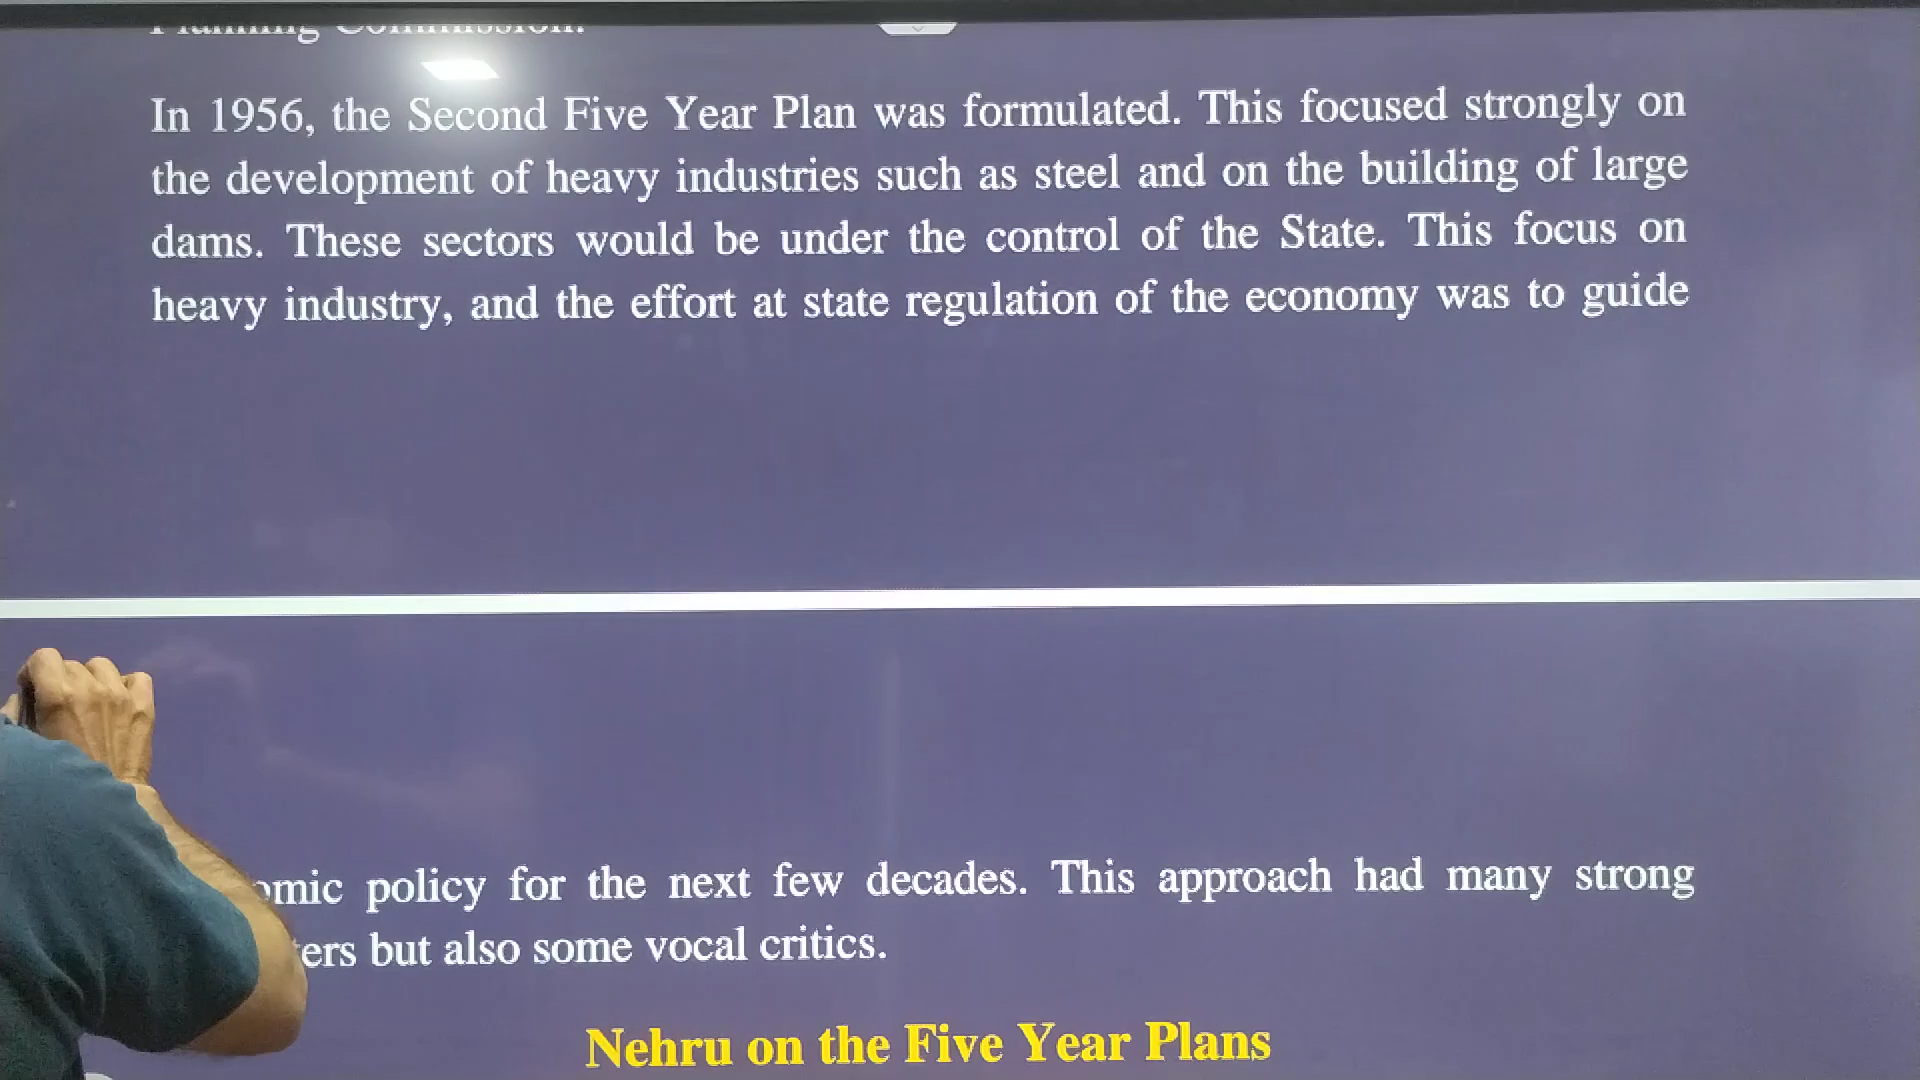 Planning Commission.
In 1956, the Second Five Year Plan was formulated. This focused strongly on
the development of heavy industries such as steel and on the building of large
dams. These sectors would be under the control of the State. This focus on
heavy industry, and the effort at state regulation of the economy was to guide
omic policy for the next few decades. This approach had many strong
ters but also some vocal critics.
Nehru on the Five Year Plans